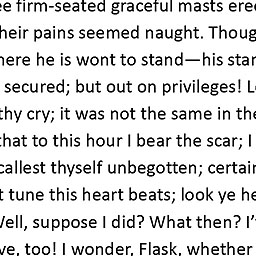 ee firm-seated graceful masts ere
heir pains seemed naught. Thoug
here he is wont to stand—his stan
secured; but out on privileges! L
thy cry; it was not the same in the
that to this hour I bear the scar; I
callest thyself unbegotten; certain
t tune this heart beats; look ye he
Well, suppose I did? What then? I'
ve, too! I wonder, Flask, whether